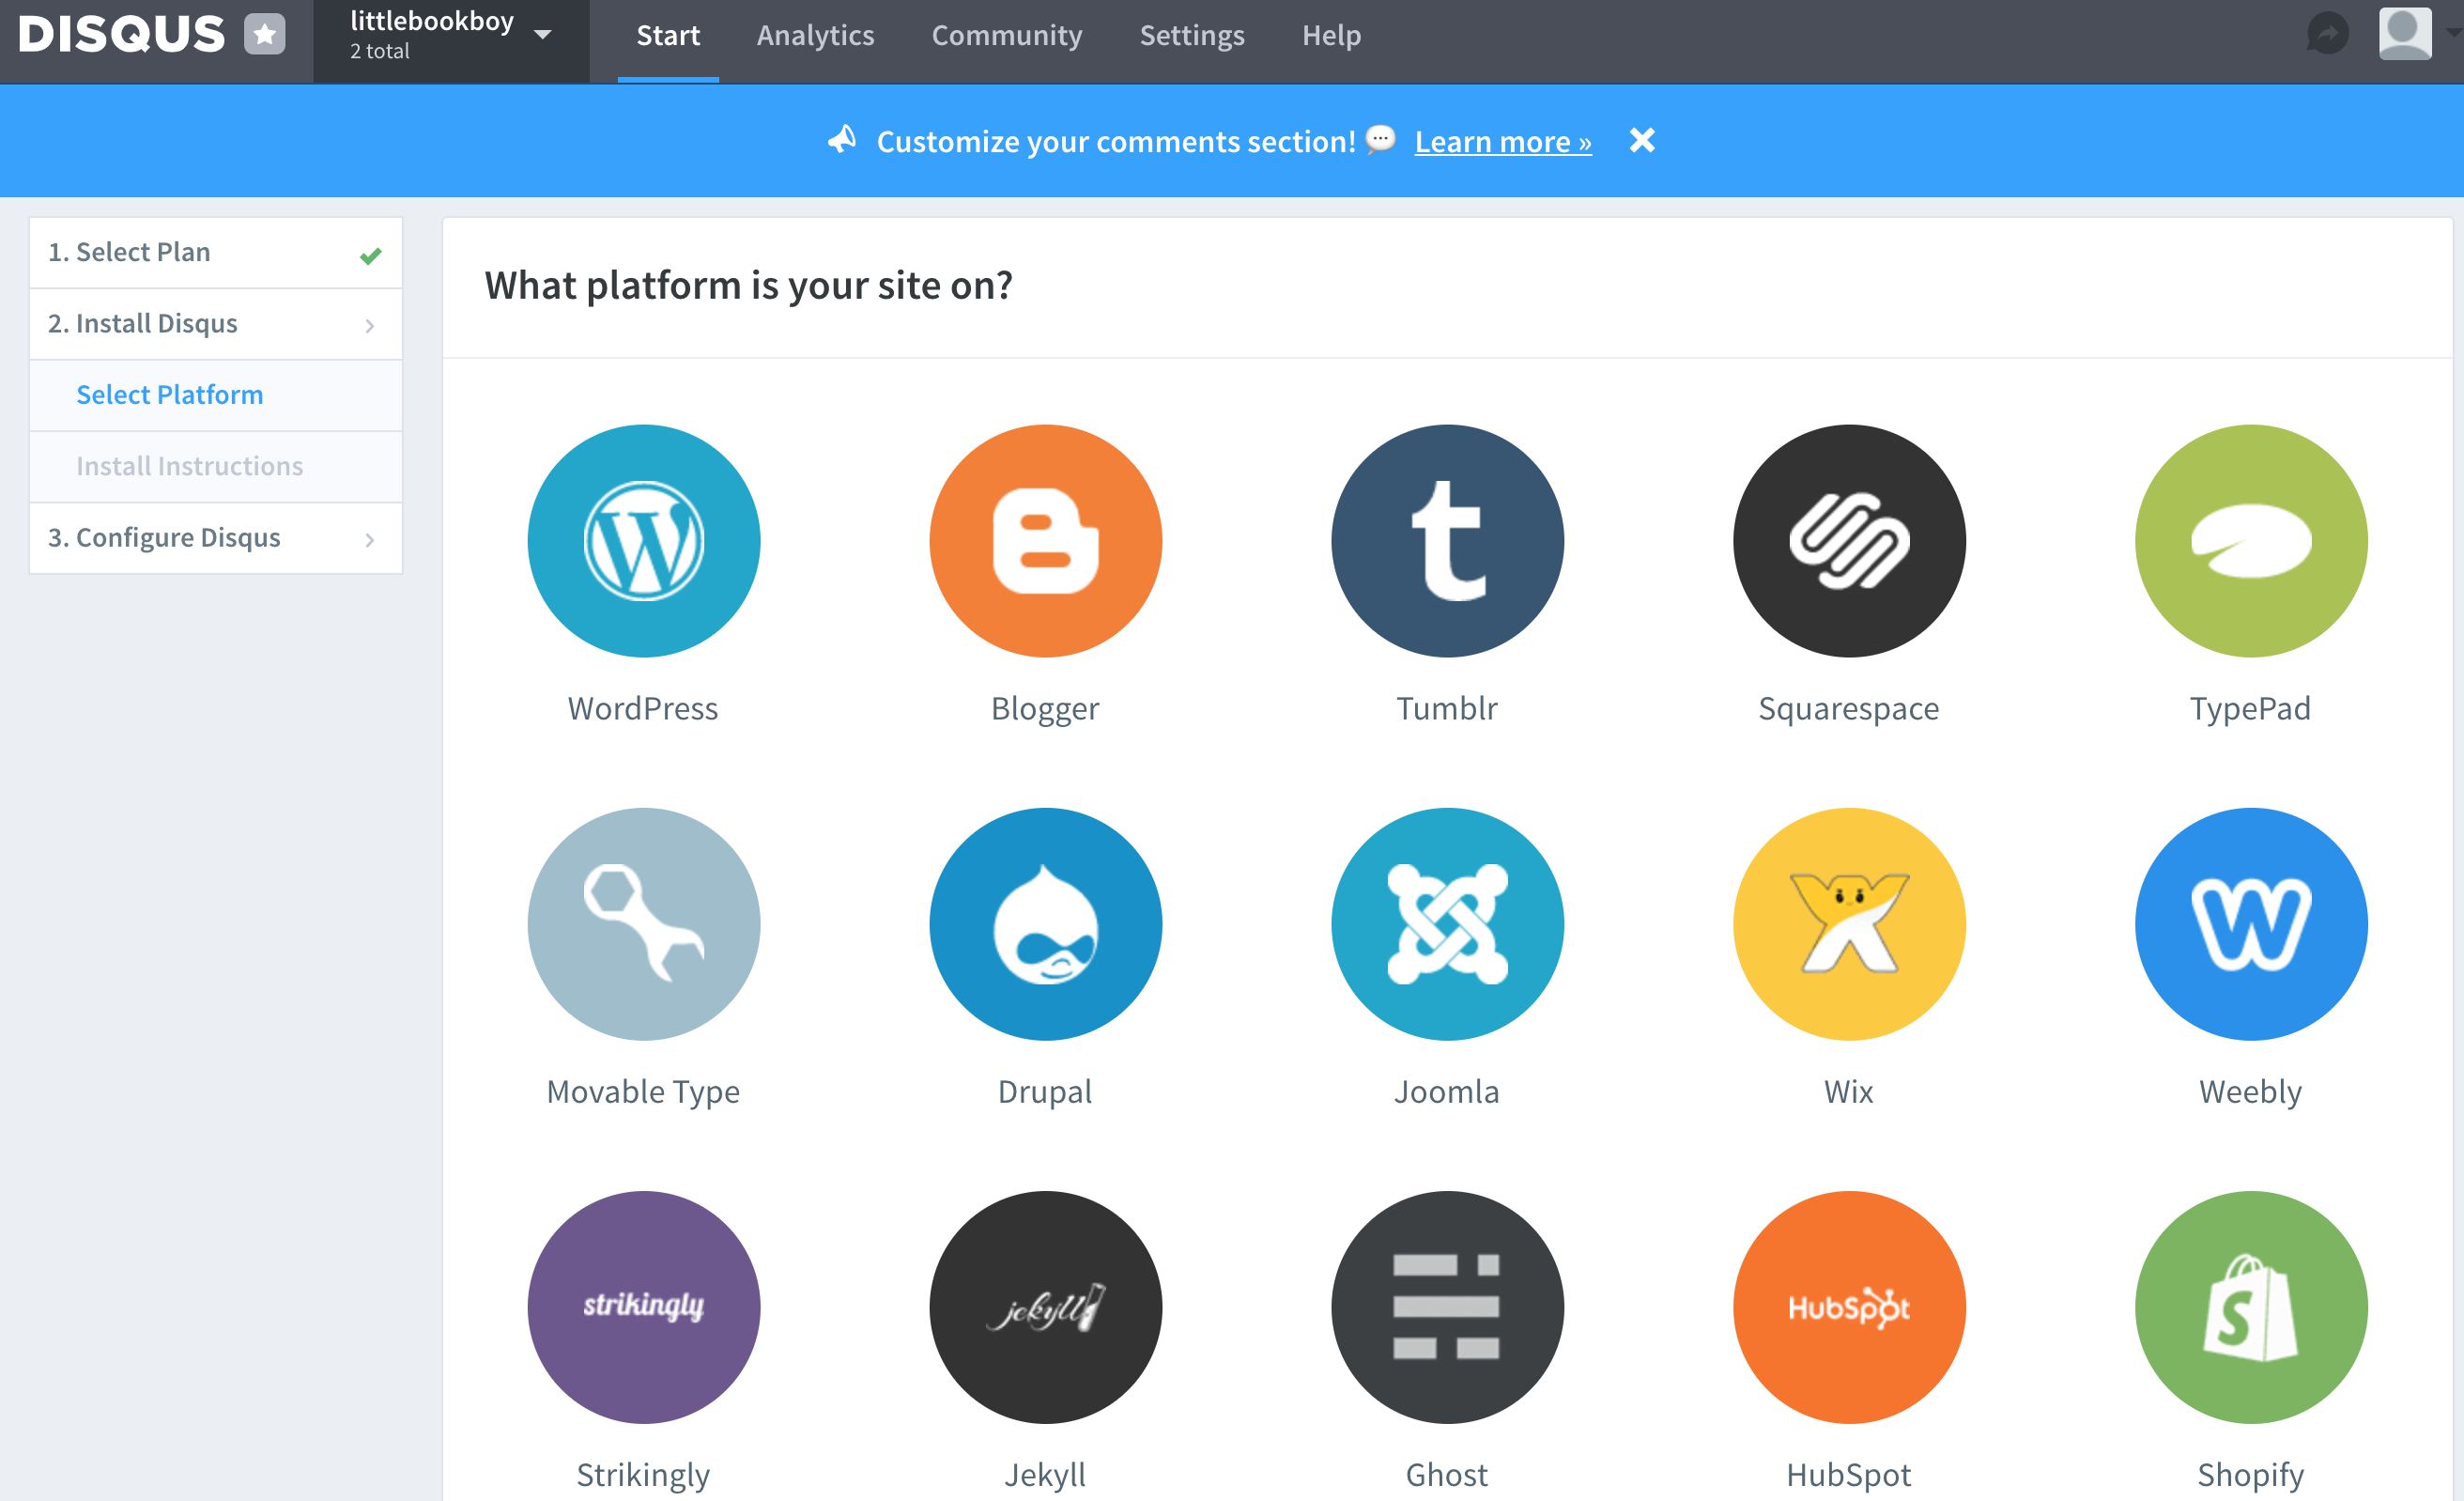 DISQUS
littlebookboy
2 total
Start
Analytics
Community
Settings
Help
Customize your comments section! 💬 Learn more »
1. Select Plan
2. Install Disqus
Select Platform
Install Instructions
3. Configure Disqus
What platform is your site on?
WordPress
Blogger
Tumblr
Squarespace
TypePad
Movable Type
Drupal
Joomla
Wix
Weebly
strikingly
jekyll
HubSpot
Strikingly
Jekyll
Ghost
HubSpot
Shopify